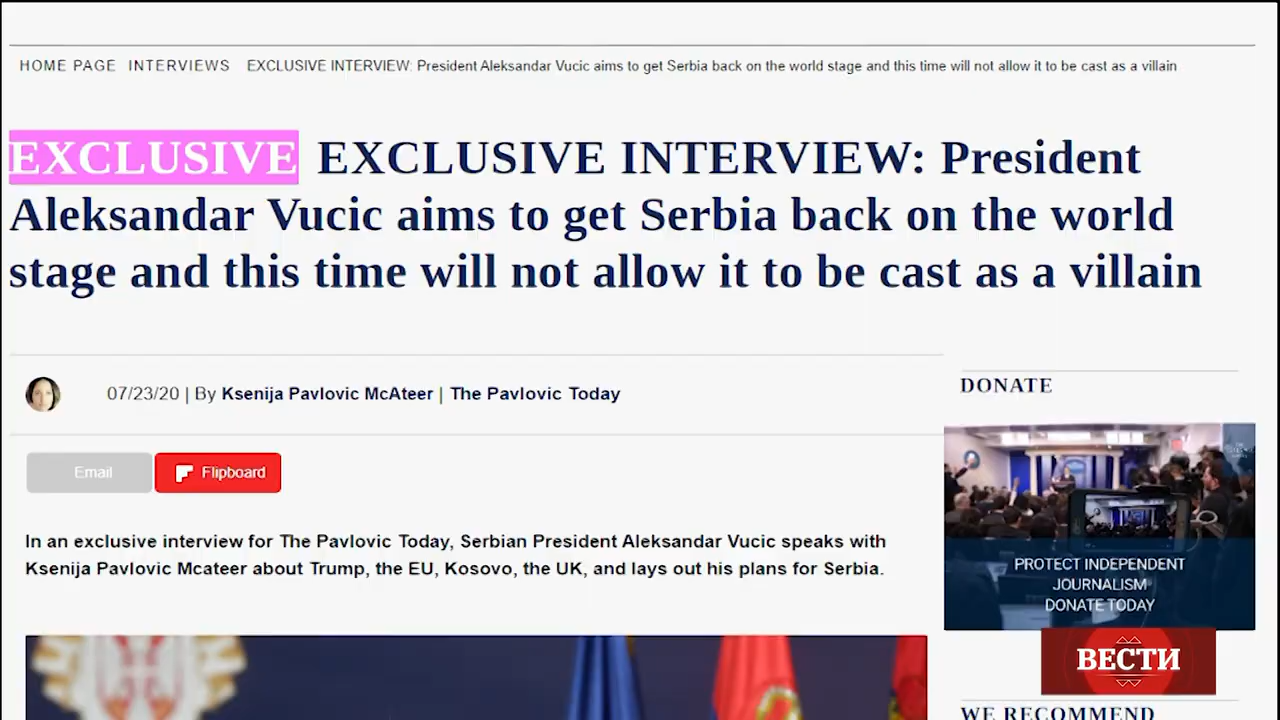 HOME PAGE INTERVIEWS EXCLUSIVE INTERVIEW: President Aleksandar Vucic aims to get Serbia back on the world stage and this time will not allow it to be cast as a villain
EXCLUSIVE EXCLUSIVE INTERVIEW: President
Aleksandar Vucic aims to get Serbia back on the world
stage and this time will not allow it to be cast as a villain
07/23/20 | By Ksenija Pavlovic McAteer | The Pavlovic Today
Email Flipboard
In an exclusive interview for The Pavlovic Today, Serbian President Aleksandar Vucic speaks with
Ksenija Pavlovic Mcateer about Trump, the EU, Kosovo, the UK, and lays out his plans for Serbia.
DONATE
PROTECT INDEPENDENT
JOURNALISM
DONATE TODAY
ВЕСТИ
WE RECOMMEND